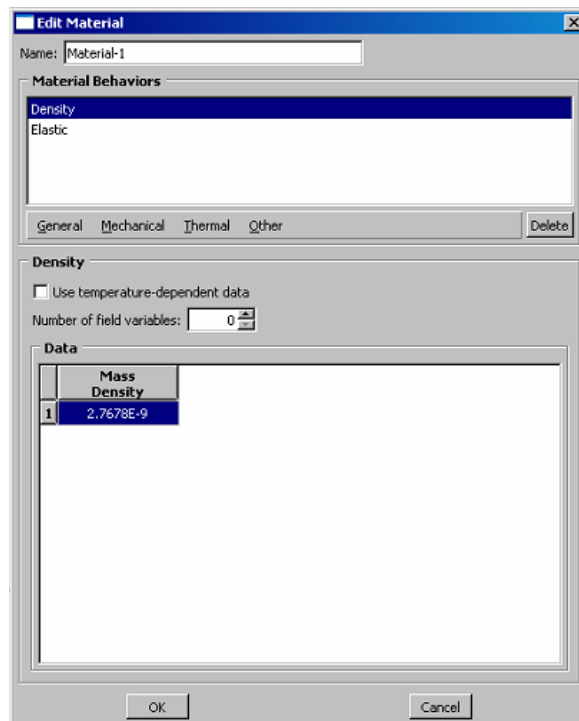 Edit Material
Name: Material-1
Material Behaviors
Density
Elastic
General Mechanical Thermal Other Delete
Density
Use temperature-dependent data
Number of field variables: 0
Data
Mass
Density
1 2.7678E-9
OK Cancel